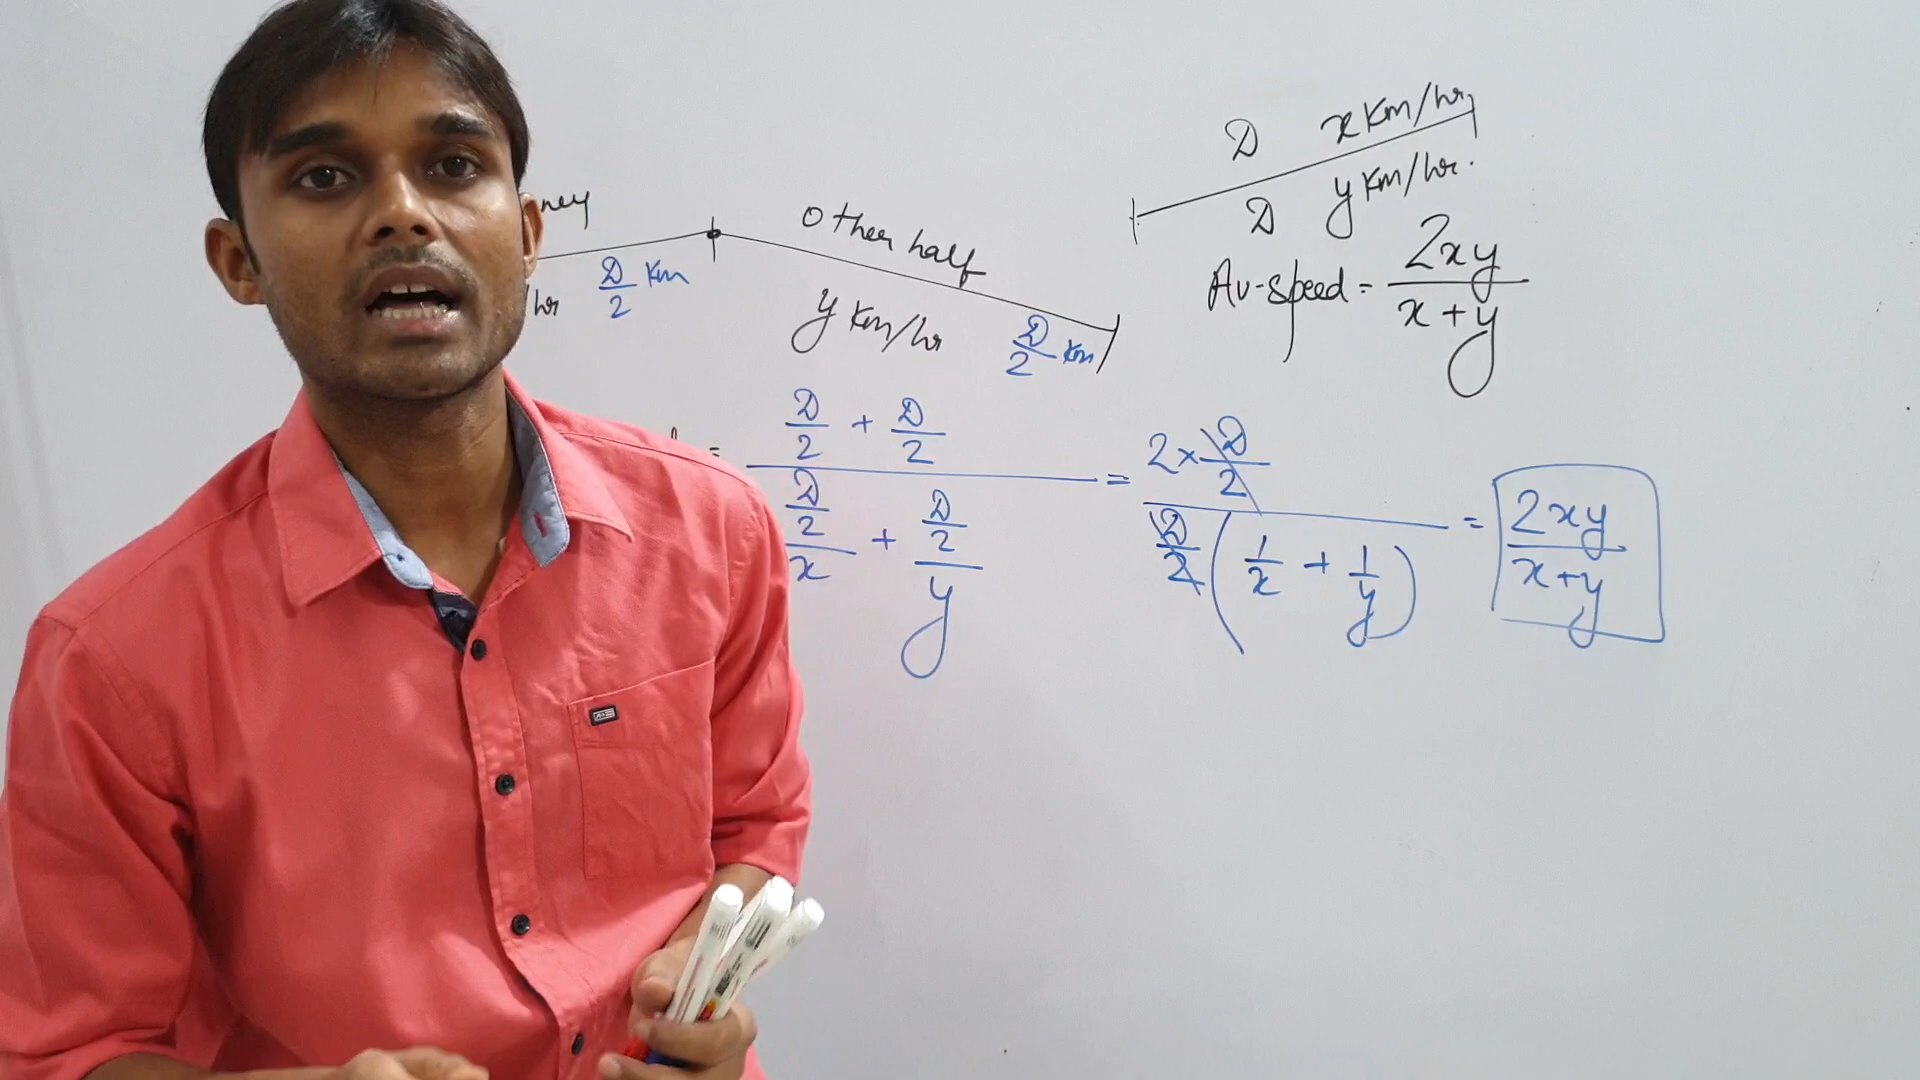 D x Km/hr
D y Km/hr.
Av-speed = 2xy / x + y
Other half
/hr D/2 Km
y Km/hr D/2 Km
= D/2 + D/2 / D/2 / x + D/2 / y = 2 × D/2 / D/2 ( 1/x + 1/y ) = 2xy / x+y